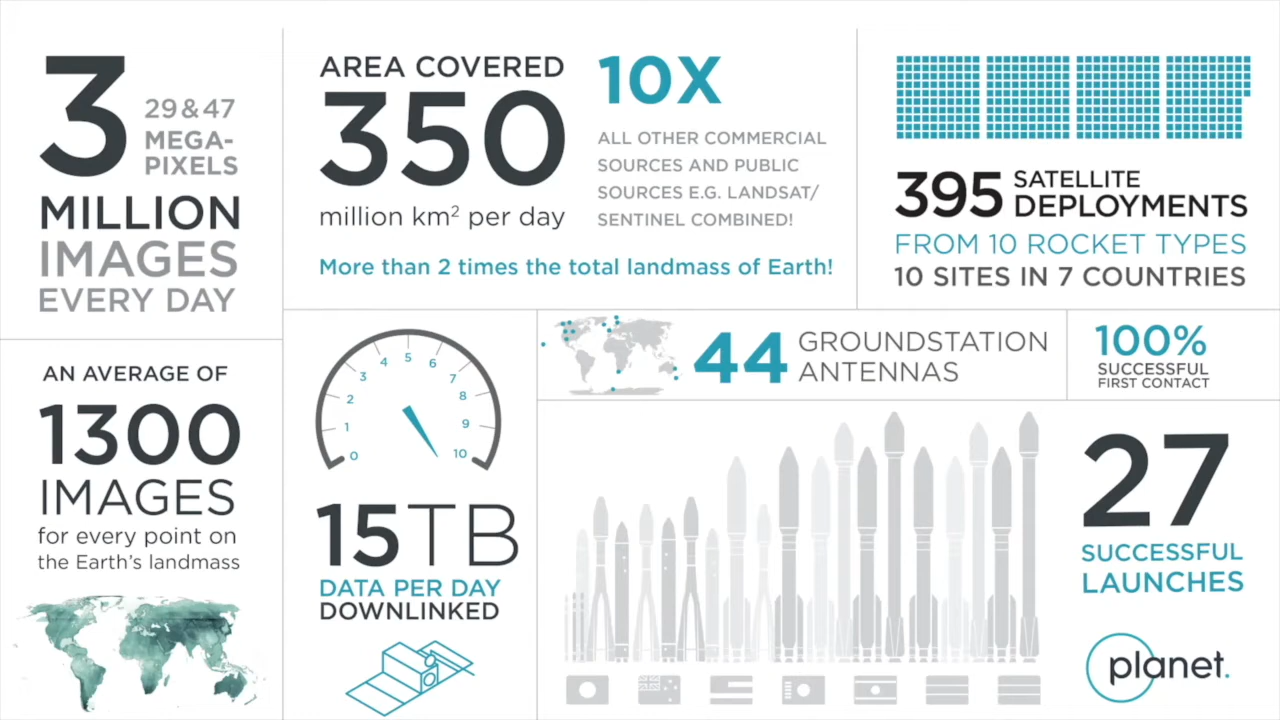 3
29 & 47
MEGA-
PIXELS
MILLION
IMAGES
EVERY DAY
AREA COVERED
350
million km² per day
10X
ALL OTHER COMMERCIAL
SOURCES AND PUBLIC
SOURCES E.G. LANDSAT/
SENTINEL COMBINED!
More than 2 times the total landmass of Earth!
395 SATELLITE
DEPLOYMENTS
FROM 10 ROCKET TYPES
10 SITES IN 7 COUNTRIES
AN AVERAGE OF
1300
IMAGES
for every point on
the Earth's landmass
0
1
2
3
4
5
6
7
8
9
10
15TB
DATA PER DAY
DOWNLINKED
44 GROUNDSTATION
ANTENNAS
100%
SUCCESSFUL
FIRST CONTACT
27
SUCCESSFUL
LAUNCHES
planet.